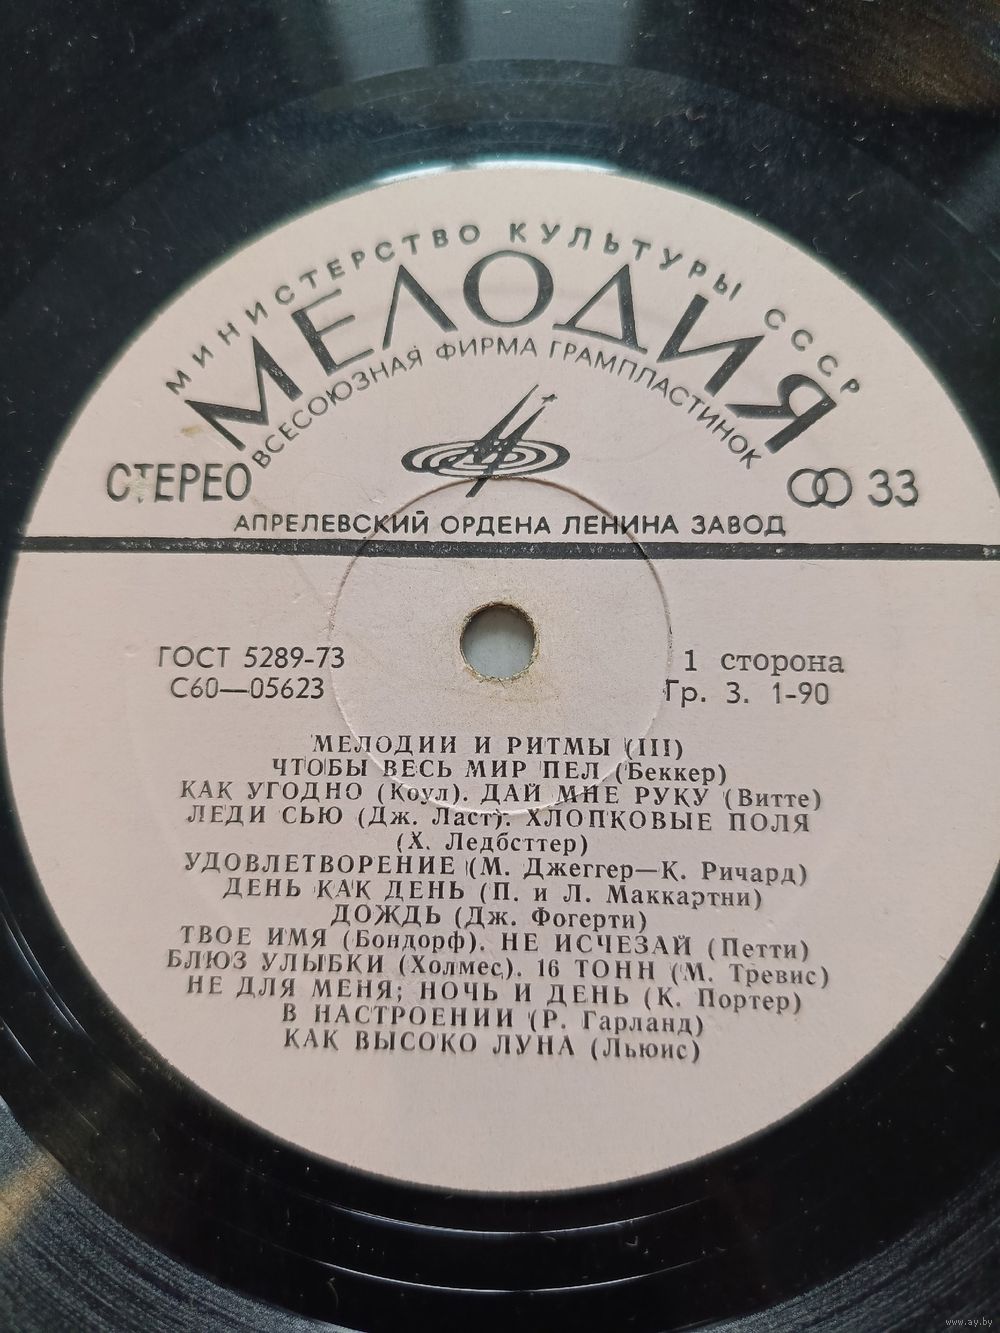 МИНИСТЕРСТВО КУЛЬТУРЫ СССР
МЕЛОДИЯ
ВСЕСОЮЗНАЯ ФИРМА ГРАМПЛАСТИНОК
СТЕРЕО
33
АПРЕЛЕВСКИЙ ОРДЕНА ЛЕНИНА ЗАВОД
ГОСТ 5289-73
С60—05623
1 сторона
Гр. 3. 1-90
МЕЛОДИИ И РИТМЫ (III)
ЧТОБЫ ВЕСЬ МИР ПЕЛ (Беккер)
КАК УГОДНО (Коул). ДАЙ МНЕ РУКУ (Витте)
ЛЕДИ СЬЮ (Дж. Ласт). ХЛОПКОВЫЕ ПОЛЯ
(Х. Ледбсттер)
УДОВЛЕТВОРЕНИЕ (М. Джеггер—К. Ричард)
ДЕНЬ КАК ДЕНЬ (П. и Л. Маккартни)
ДОЖДЬ (Дж. Фогерти)
ТВОЕ ИМЯ (Бондорф). НЕ ИСЧЕЗАЙ (Петти)
БЛЮЗ УЛЫБКИ (Холмес). 16 ТОНН (М. Тревис)
НЕ ДЛЯ МЕНЯ; НОЧЬ И ДЕНЬ (К. Портер)
В НАСТРОЕНИИ (Р. Гарланд)
КАК ВЫСОКО ЛУНА (Льюис)
www.ay.by